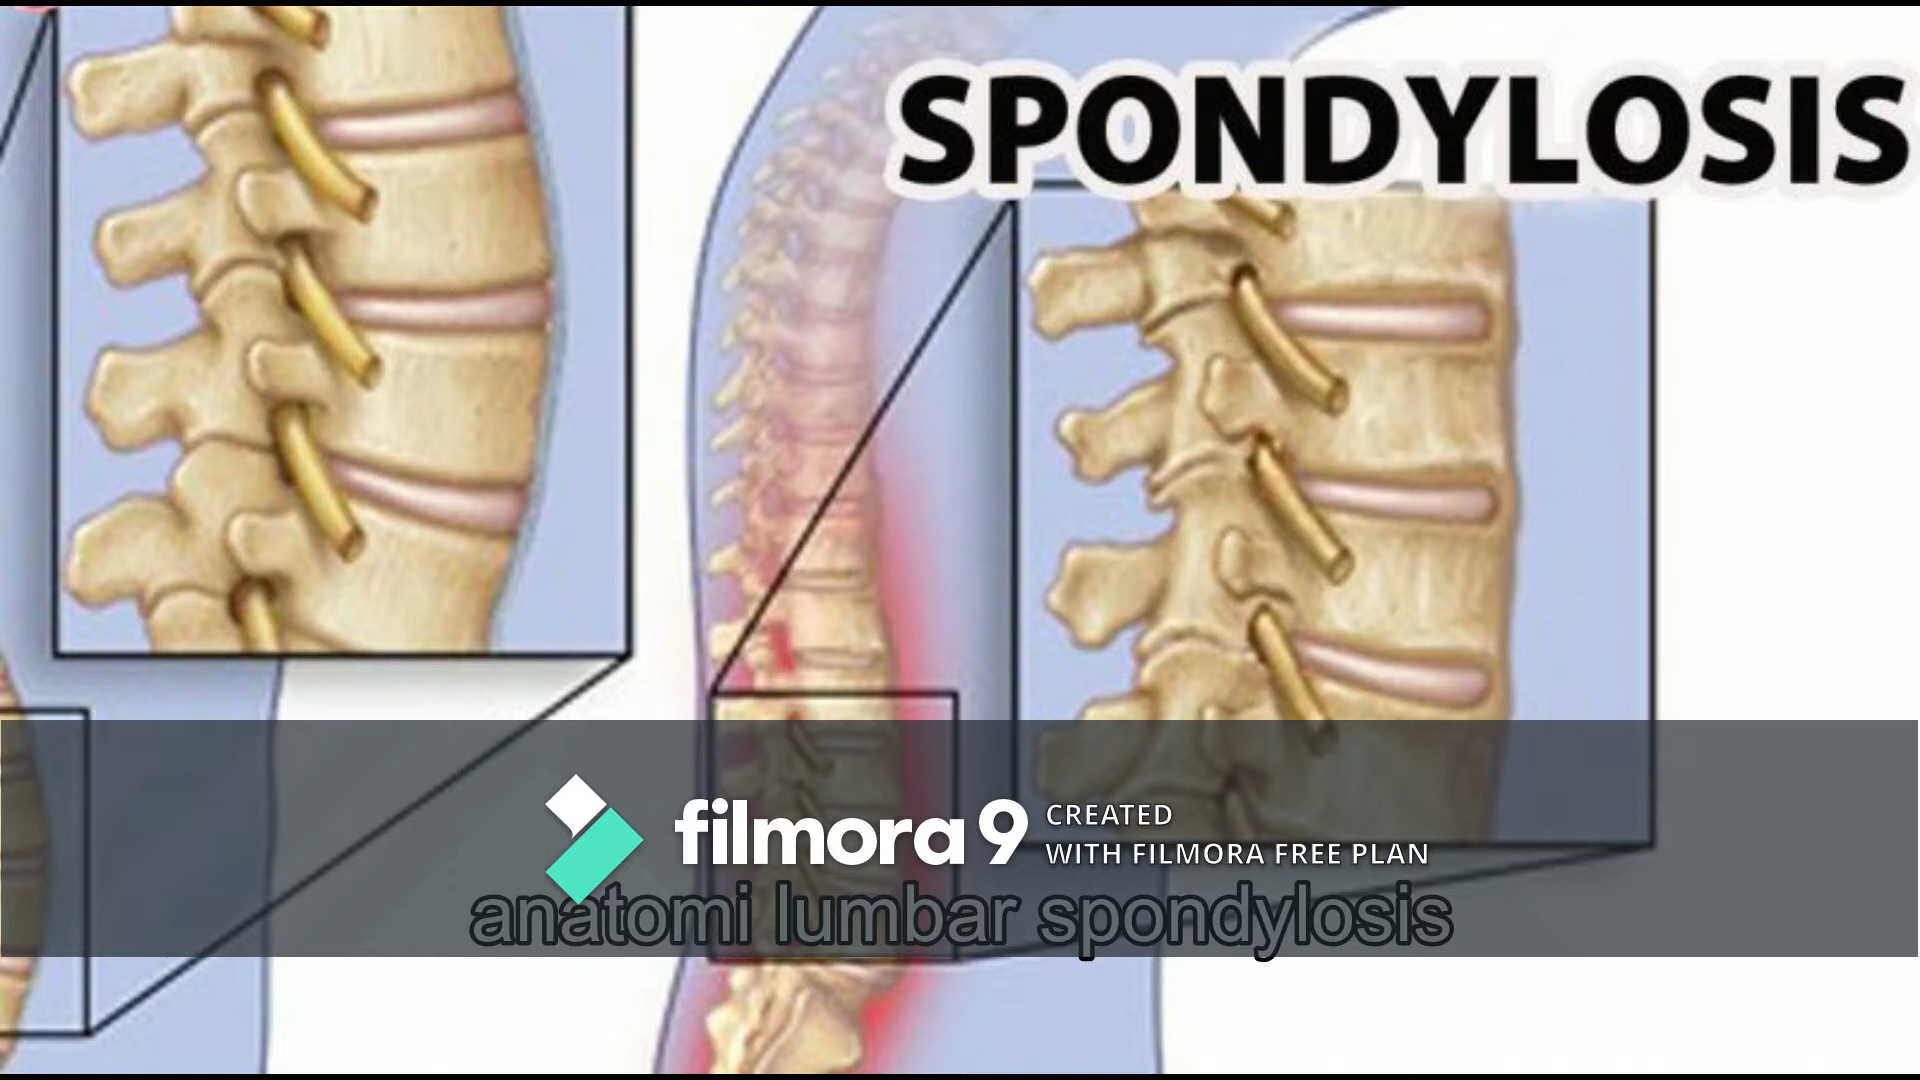 SPONDYLOSIS
filmora9
CREATED
WITH FILMORA FREE PLAN
anatomi lumbar spondylosis